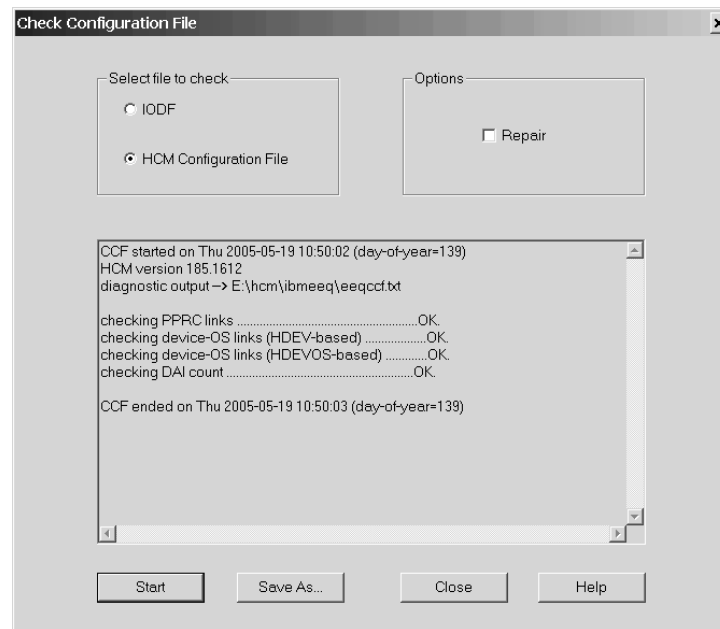 Check Configuration File
Select file to check
Options
IODF
HCM Configuration File
Repair
CCF started on Thu 2005-05-19 10:50:02 (day-of-year=139)
HCM version 185.1612
diagnostic output --> E:\hcm\ibmeeq\eeqccf.txt
checking PPRC links ................................................OK.
checking device-OS links (HDEV-based) ..................OK.
checking device-OS links (HDEVOS-based) ............OK.
checking DAI count ..................................................OK.
CCF ended on Thu 2005-05-19 10:50:03 (day-of-year=139)
Start
Save As...
Close
Help